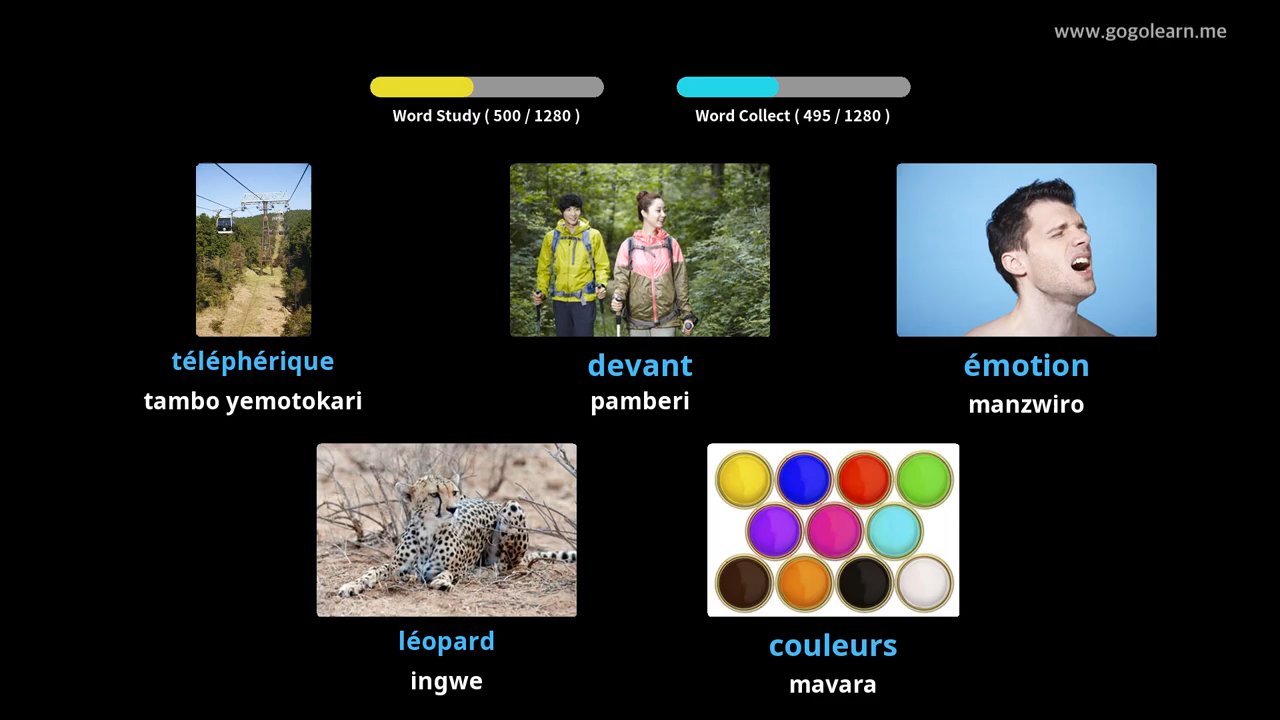 www.gogolearn.me
Word Study ( 500 / 1280 )
Word Collect ( 495 / 1280 )
téléphérique
tambo yemotokari
devant
pamberi
émotion
manzwiro
léopard
ingwe
couleurs
mavara